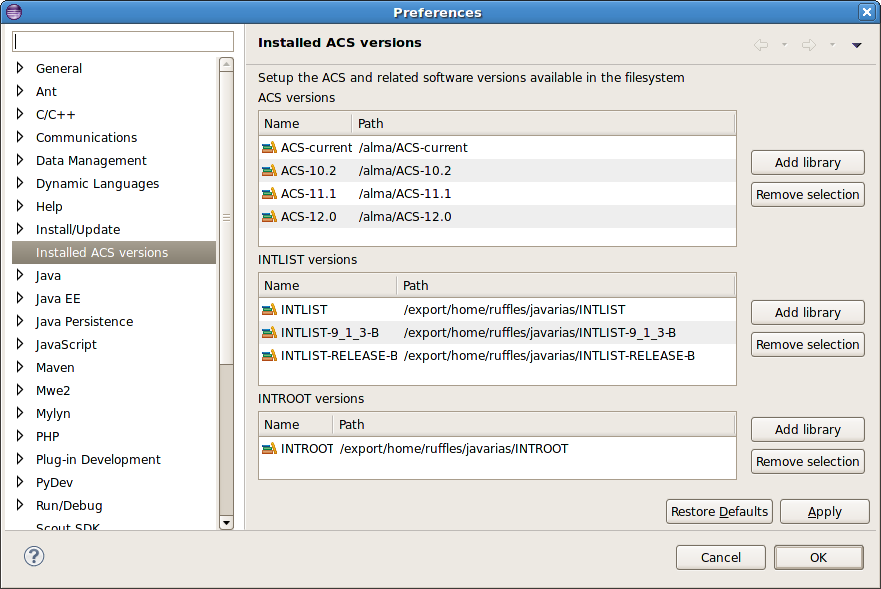 Preferences
Installed ACS versions
General
Ant
C/C++
Communications
Data Management
Dynamic Languages
Help
Install/Update
Installed ACS versions
Java
Java EE
Java Persistence
JavaScript
Maven
Mwe2
Mylyn
PHP
Plug-in Development
PyDev
Run/Debug
Scout SDK
Setup the ACS and related software versions available in the filesystem
ACS versions
Name Path
ACS-current /alma/ACS-current
ACS-10.2 /alma/ACS-10.2
ACS-11.1 /alma/ACS-11.1
ACS-12.0 /alma/ACS-12.0
Add library
Remove selection
INTLIST versions
Name Path
INTLIST /export/home/ruffles/javarias/INTLIST
INTLIST-9_1_3-B /export/home/ruffles/javarias/INTLIST-9_1_3-B
INTLIST-RELEASE-B /export/home/ruffles/javarias/INTLIST-RELEASE-B
Add library
Remove selection
INTROOT versions
Name Path
INTROOT /export/home/ruffles/javarias/INTROOT
Add library
Remove selection
Restore Defaults Apply
? Cancel OK